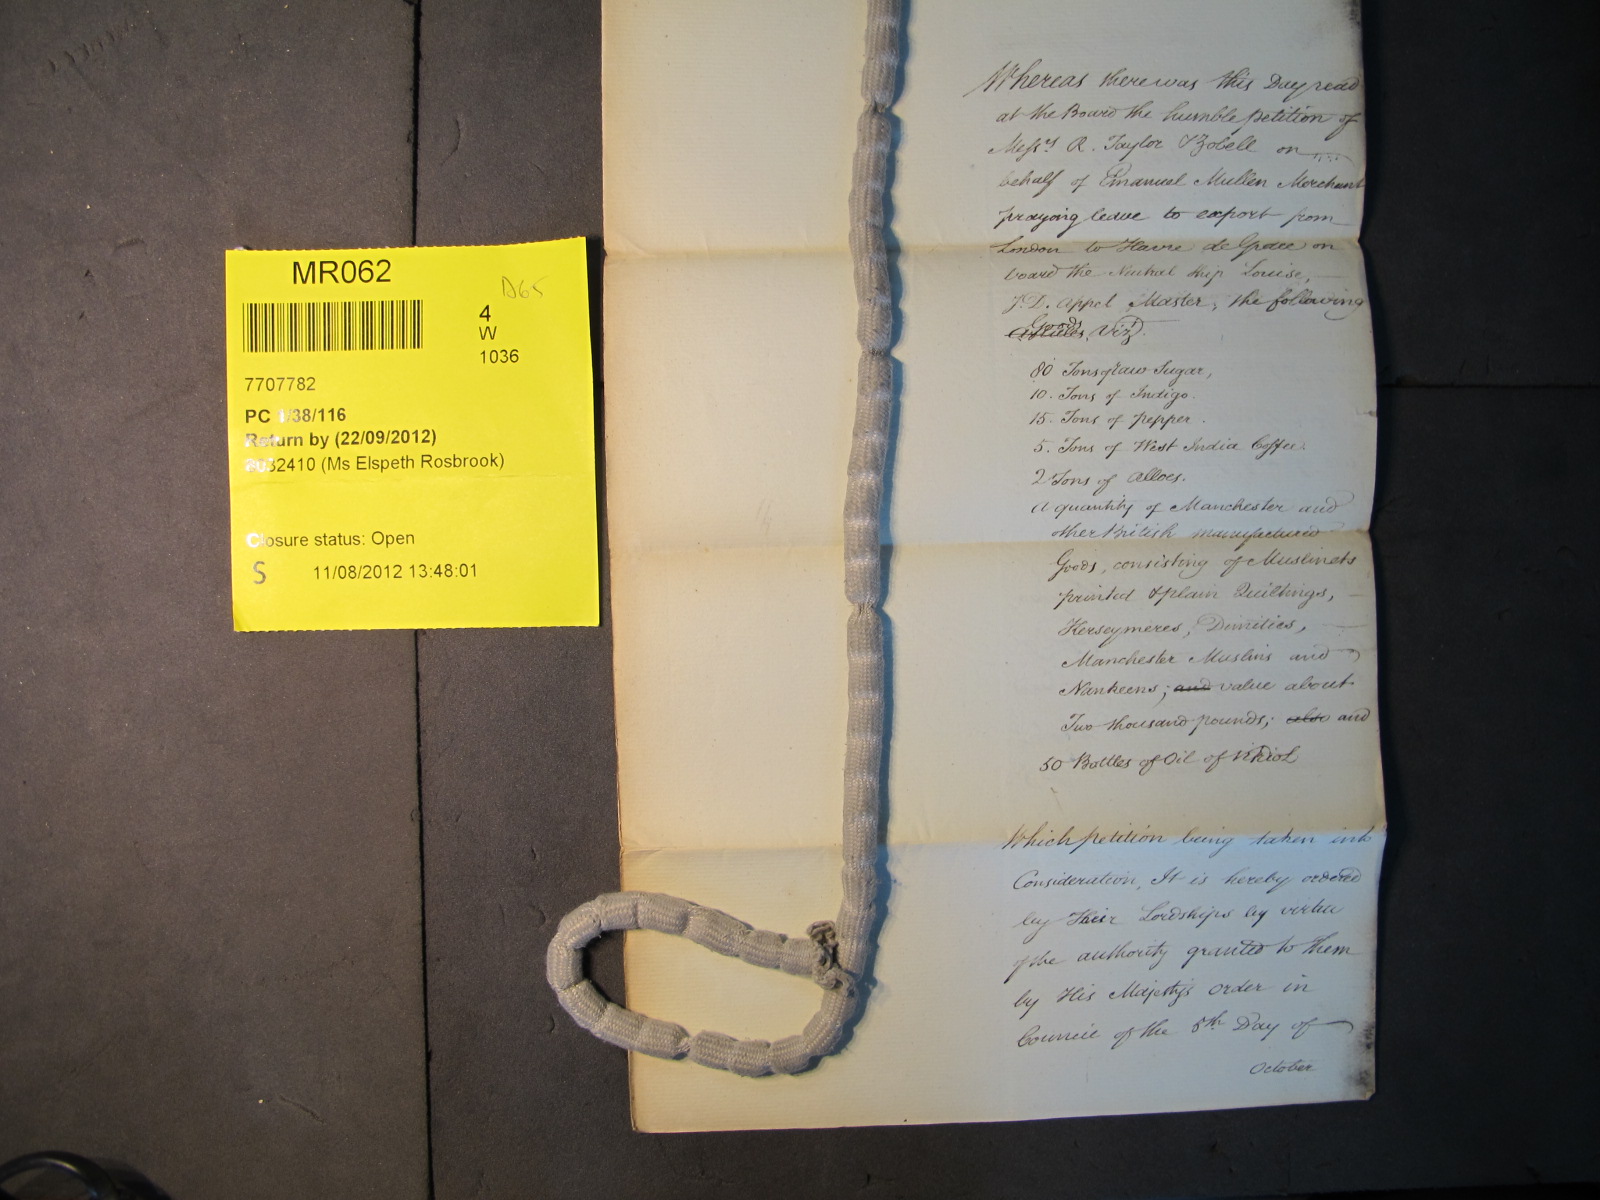 MR062
D65
4
W
1036
7707782
PC 1/38/116
Return by (22/09/2012)
8032410 (Ms Elspeth Rosbrook)
Closure status: Open
S 11/08/2012 13:48:01
Whereas there was this Day read
at the Board the humble petition of
Messrs R. Taylor & Zobell on
behalf of Emanuel Mullen Merchant
praying leave to export from
London to Havre de Grace on
board the Neutral ship Louise,
J. D. Appel Master, the following
Goods
Articles, Vizt.
80 Tons of raw Sugar,
10. Tons of Indigo.
15. Tons of pepper.
5. Tons of West India Coffee.
2 Tons of Alloes.
A quantity of Manchester and
other British manufactured
Goods, consisting of Muslinets
printed & plain Quiltings,
Kerseymeres, Dimities,
Manchester Muslins and
Nankeens; and value about
Two thousand pounds; also and
50 Bottles of Oil of Vitriol
Which petition being taken into
Consideration, It is hereby ordered
by Their Lordships by virtue
of the authority granted to them
by His Majesty's order in
Council of the 5th Day of
October